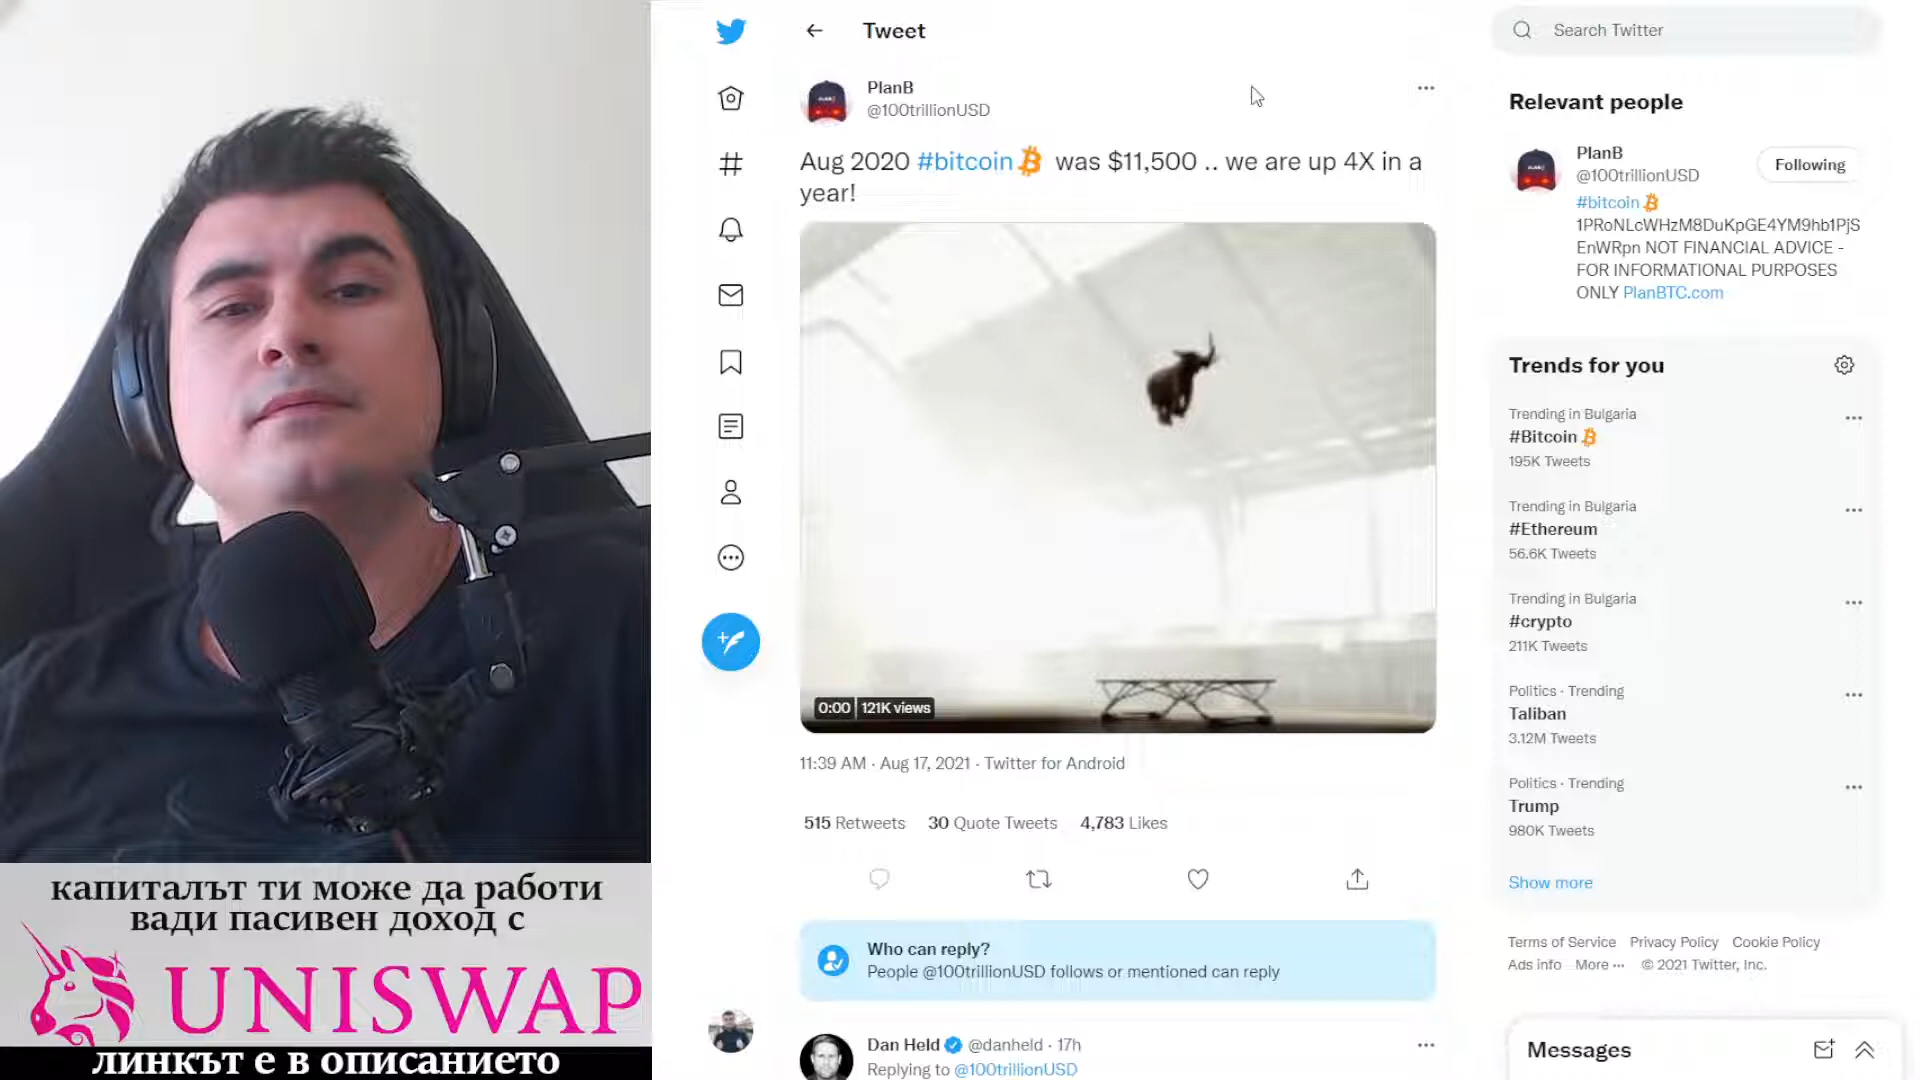 капиталът ти може да работи
вади пасивен доход с
UNISWAP
линкът е в описанието
Tweet
PlanB
@100trillionUSD
Aug 2020 #bitcoin was $11,500 .. we are up 4X in a
year!
0:00 121K views
11:39 AM · Aug 17, 2021 · Twitter for Android
515 Retweets 30 Quote Tweets 4,783 Likes
Who can reply?
People @100trillionUSD follows or mentioned can reply
Dan Held @danheld · 17h
Replying to @100trillionUSD
Search Twitter
Relevant people
PlanB
@100trillionUSD
Following
#bitcoin
1PRoNLcWHzM8DuKpGE4YM9hb1PjS
EnWRpn NOT FINANCIAL ADVICE -
FOR INFORMATIONAL PURPOSES
ONLY PlanBTC.com
Trends for you
Trending in Bulgaria
#Bitcoin
195K Tweets
Trending in Bulgaria
#Ethereum
56.6K Tweets
Trending in Bulgaria
#crypto
211K Tweets
Politics · Trending
Taliban
3.12M Tweets
Politics · Trending
Trump
980K Tweets
Show more
Terms of Service Privacy Policy Cookie Policy
Ads info More ··· © 2021 Twitter, Inc.
Messages